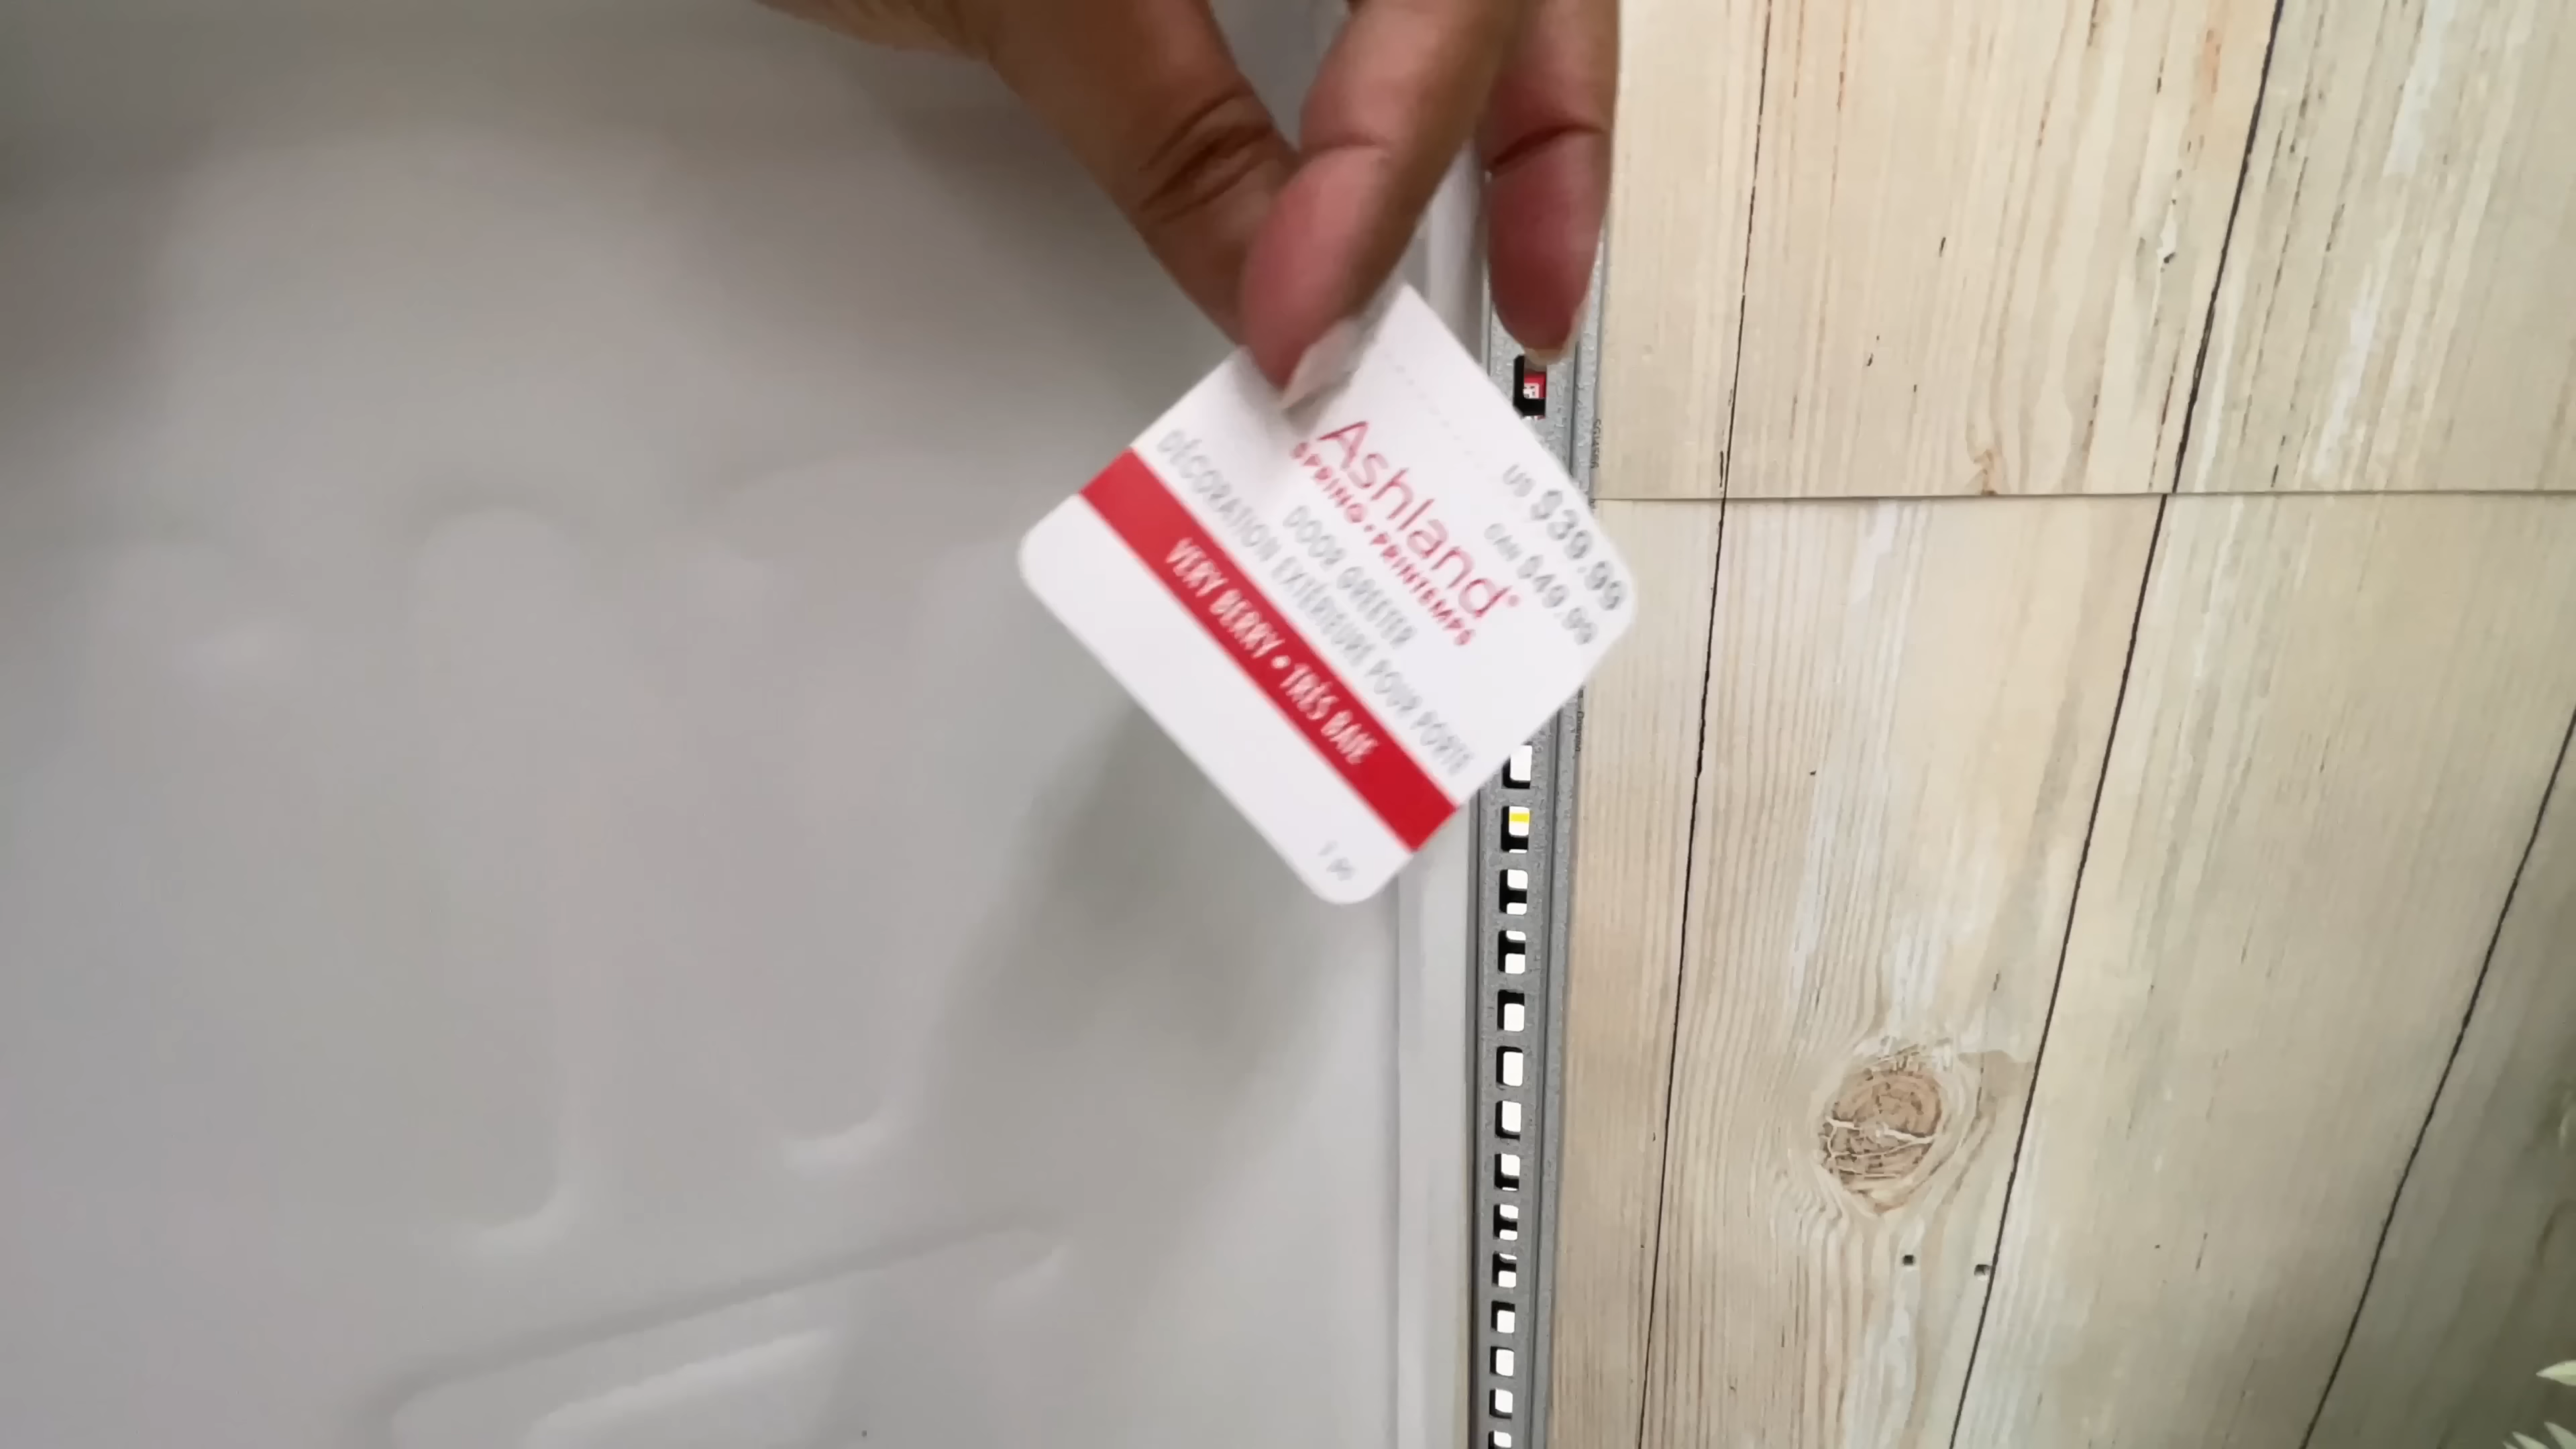 US $39.99
CAN $49.99
Ashland®
SPRING•PRINTEMPS
DOOR GREETER
DÉCORATION EXTÉRIEURE POUR PORTE
VERY BERRY • TRÈS BAIE